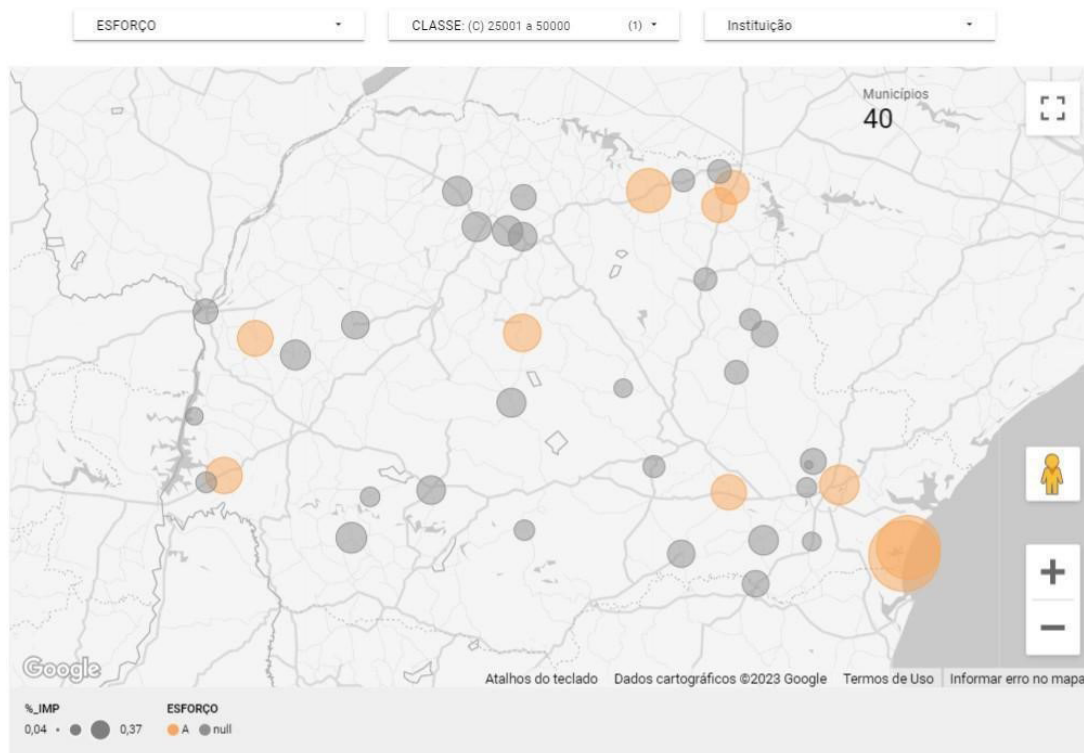 ESFORÇO
CLASSE: (C) 25001 a 50000 (1)
Instituição
Municípios
40
Google
Atalhos do teclado Dados cartográficos ©2023 Google Termos de Uso Informar erro no mapa
%_IMP ESFORÇO
0,04 0,37 A null